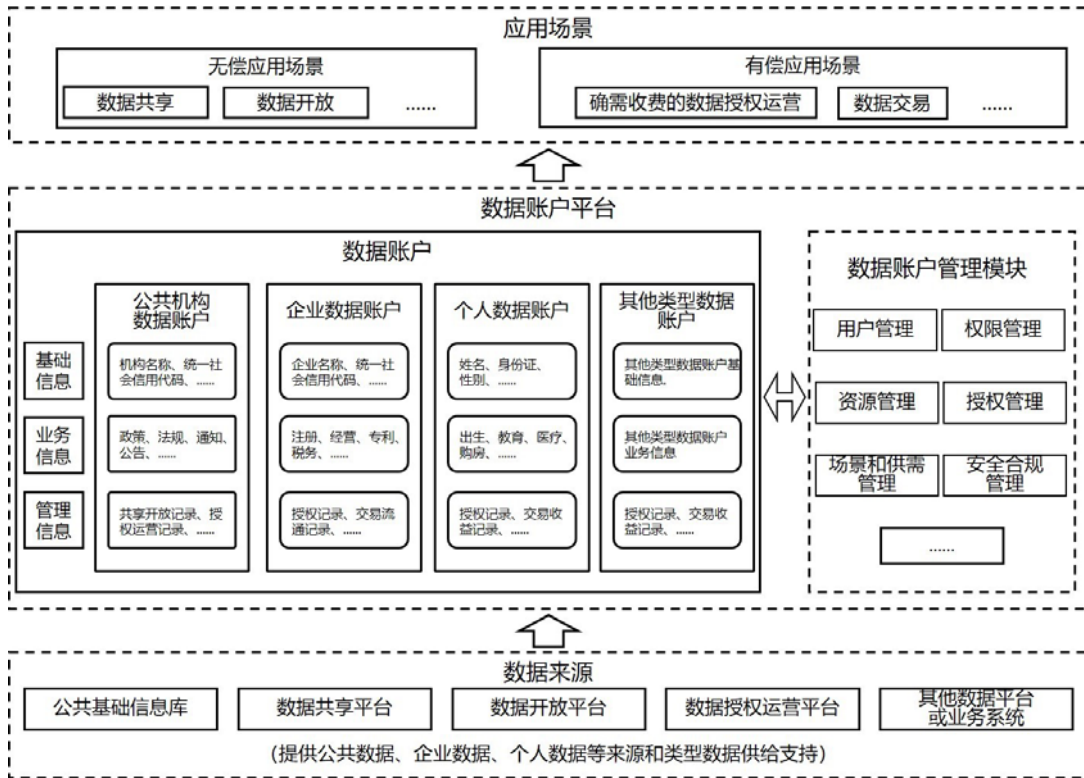 应用场景
无偿应用场景
数据共享
数据开放
......
有偿应用场景
确需收费的数据授权运营
数据交易
......
数据账户平台
数据账户
公共机构
数据账户
企业数据账户
个人数据账户
其他类型数据
账户
基础
信息
机构名称、统一社
会信用代码、......
企业名称、统一社
会信用代码、......
姓名、身份证、
性别、......
其他类型数据账户基
础信息.
业务
信息
政策、法规、通知、
公告、......
注册、经营、专利、
税务、......
出生、教育、医疗、
购房、......
其他类型数据账户
业务信息
管理
信息
共享开放记录、授
权运营记录、......
授权记录、交易流
通记录、......
授权记录、交易收
益记录、......
授权记录、交易收
益记录、......
数据账户管理模块
用户管理
权限管理
资源管理
授权管理
场景和供需
管理
安全合规
管理
......
数据来源
公共基础信息库
数据共享平台
数据开放平台
数据授权运营平台
其他数据平台
或业务系统
(提供公共数据、企业数据、个人数据等来源和类型数据供给支持)